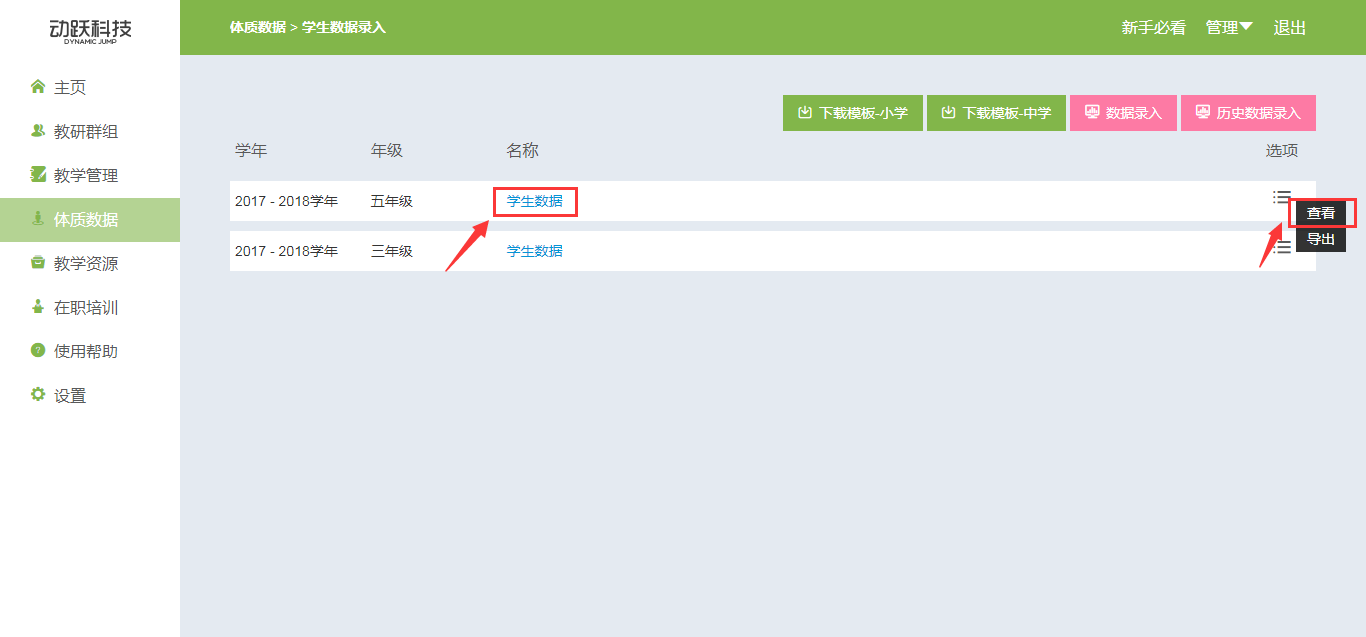 动跃科技
DYNAMIC JUMP
体质数据 > 学生数据录入
新手必看 管理 退出
主页
教研群组
教学管理
体质数据
教学资源
在职培训
使用帮助
设置
下载模板-小学 下载模板-中学 数据录入 历史数据录入
学年 年级 名称 选项
2017 - 2018学年 五年级 学生数据
查看
导出
2017 - 2018学年 三年级 学生数据